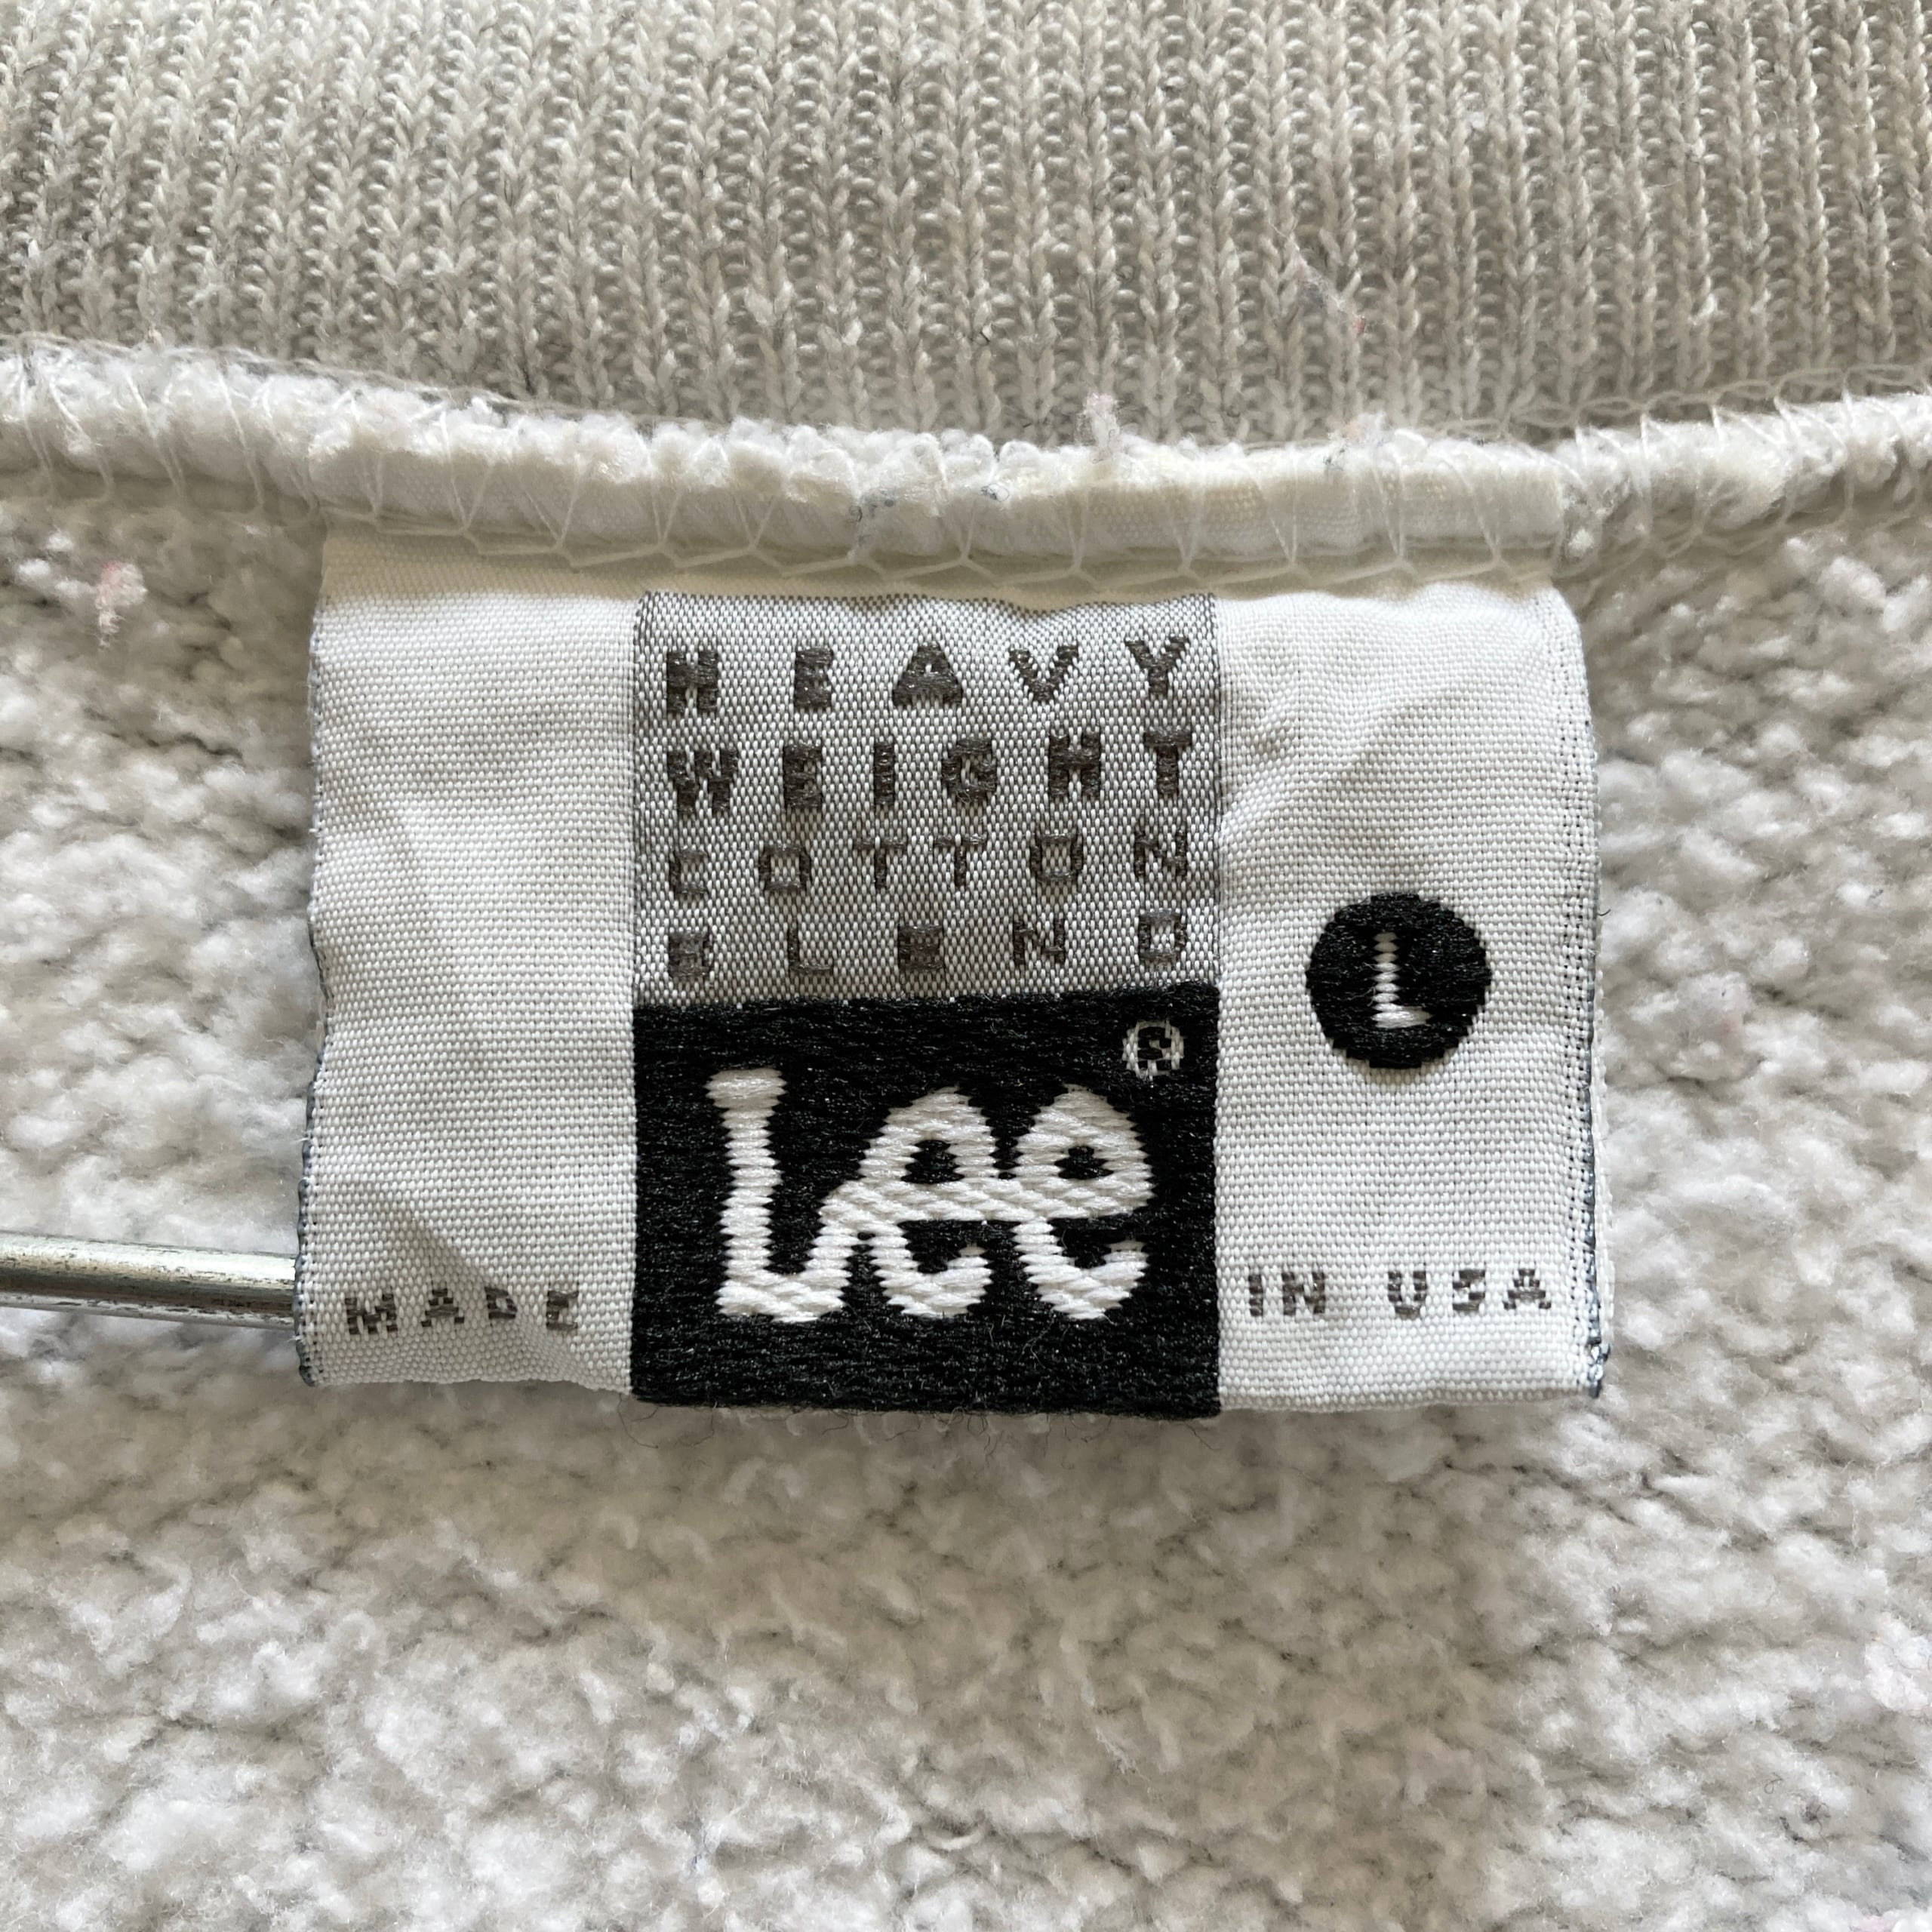 HEAVY
WEIGHT
COTTON
BLEND
L
Lee®
MADE IN USA